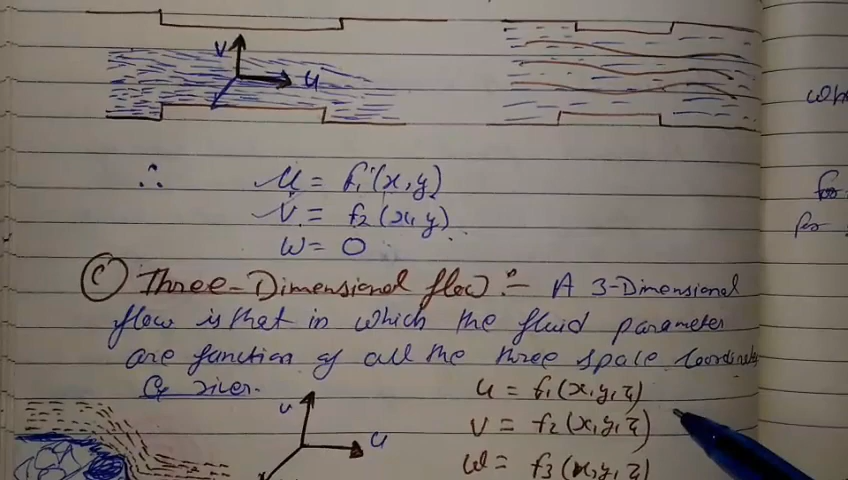 V
u
∴ u = f₁(x,y)
V = f₂(x,y)
w = 0
(C) Three-Dimensional flow :- A 3-Dimensional
flow is that in which the fluid parameter
are function of all the three space coordinates
river.
u = f₁(x,y,z)
u
V = f₂(x,y,z)
w = f₃(x,y,z)